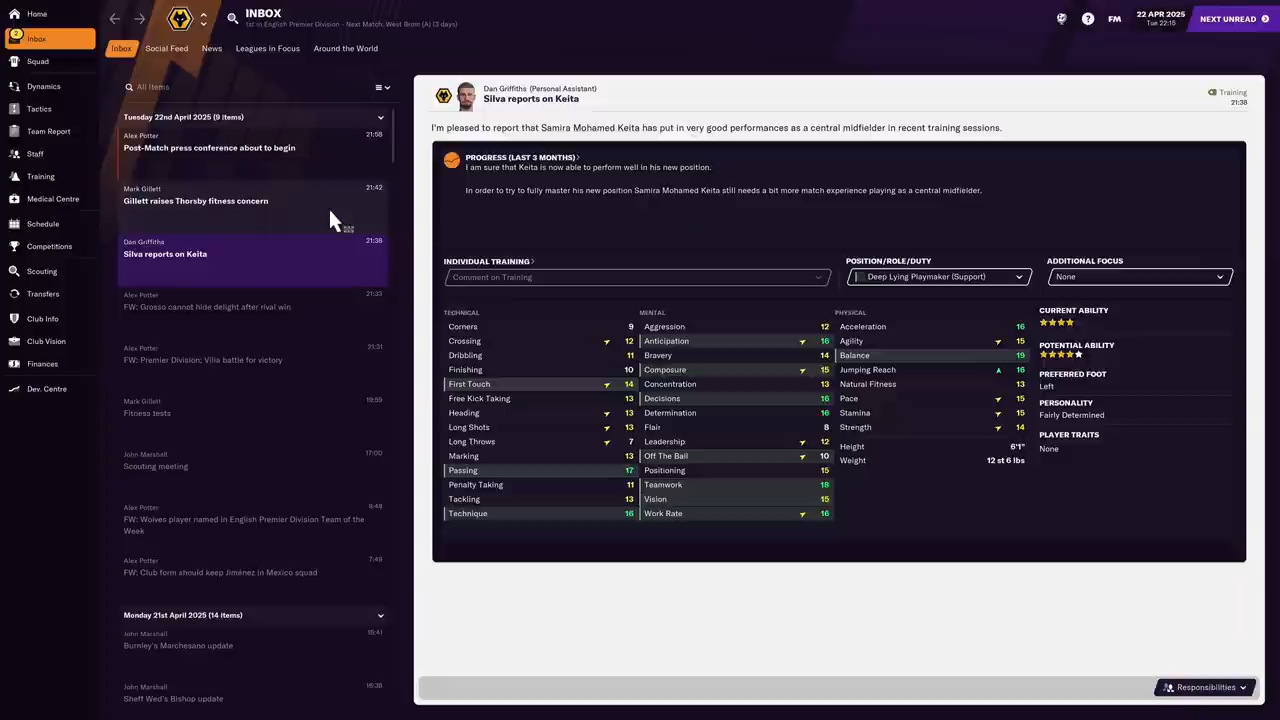 Home
INBOX
1st in English Premier Division - Next Match: West Brom (A) (3 days)
FM
22 APR 2025
Tue 22:15
NEXT UNREAD
2
Inbox
Squad
Dynamics
Tactics
Team Report
Staff
Training
Medical Centre
Schedule
Competitions
Scouting
Transfers
Club Info
Club Vision
Finances
Dev. Centre
Inbox
Social Feed
News
Leagues in Focus
Around the World
All Items
Tuesday 22nd April 2025 (9 Items)
Alex Potter
21:58
Post-Match press conference about to begin
Mark Gillett
21:42
Gillett raises Thorsby fitness concern
Dan Griffiths
21:38
Silva reports on Keita
Alex Potter
21:33
FW: Grosso cannot hide delight after rival win
Alex Potter
21:31
FW: Premier Division: Villa battle for victory
Mark Gillett
19:59
Fitness tests
John Marshall
17:00
Scouting meeting
Alex Potter
8:48
FW: Wolves player named in English Premier Division Team of the
Week
Alex Potter
7:49
FW: Club form should keep Jiménez in Mexico squad
Monday 21st April 2025 (14 Items)
John Marshall
Burnley's Marchesano update
John Marshall
Sheff Wed's Bishop update
Dan Griffiths (Personal Assistant)
Silva reports on Keita
Training
21:38
I'm pleased to report that Samira Mohamed Keita has put in very good performances as a central midfielder in recent training sessions.
PROGRESS (LAST 3 MONTHS)
I am sure that Keita is now able to perform well in his new position.
In order to try to fully master his new position Samira Mohamed Keita still needs a bit more match experience playing as a central midfielder.
INDIVIDUAL TRAINING
Comment on Training
POSITION/ROLE/DUTY
Deep Lying Playmaker (Support)
ADDITIONAL FOCUS
None
TECHNICAL
Corners 9
Crossing 12
Dribbling 11
Finishing 10
First Touch 14
Free Kick Taking 13
Heading 13
Long Shots 13
Long Throws 7
Marking 13
Passing 17
Penalty Taking 11
Tackling 13
Technique 16
MENTAL
Aggression 12
Anticipation 16
Bravery 14
Composure 15
Concentration 13
Decisions 16
Determination 16
Flair 8
Leadership 12
Off The Ball 10
Positioning 15
Teamwork 18
Vision 15
Work Rate 16
PHYSICAL
Acceleration 16
Agility 15
Balance 19
Jumping Reach 16
Natural Fitness 13
Pace 15
Stamina 15
Strength 14
Height 6'1"
Weight 12 st 6 lbs
CURRENT ABILITY
POTENTIAL ABILITY
PREFERRED FOOT
Left
PERSONALITY
Fairly Determined
PLAYER TRAITS
None
Responsibilities